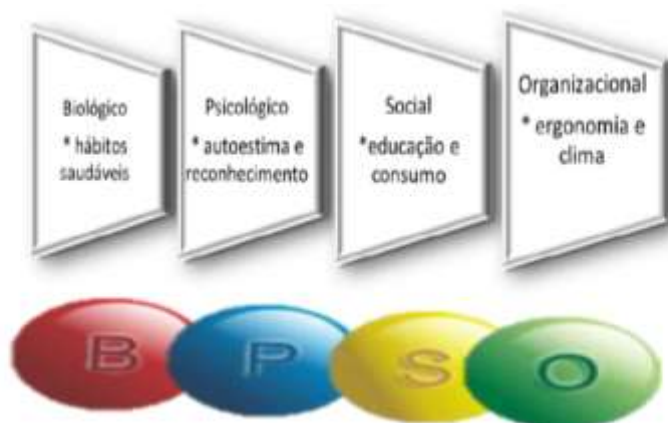 Biológico
* hábitos
saudáveis
Psicológico
* autoestima e
reconhecimento
Social
*educação e
consumo
Organizacional
* ergonomia e
clima
B P S O